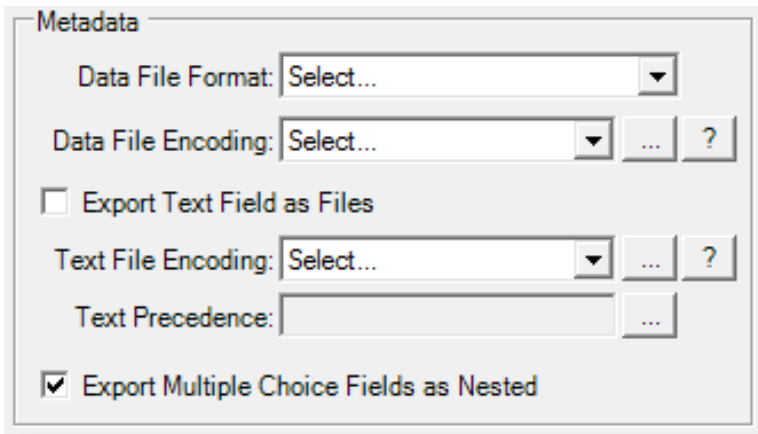 Metadata
Data File Format: Select...
Data File Encoding: Select... ... ?
Export Text Field as Files
Text File Encoding: Select... ... ?
Text Precedence: ...
Export Multiple Choice Fields as Nested